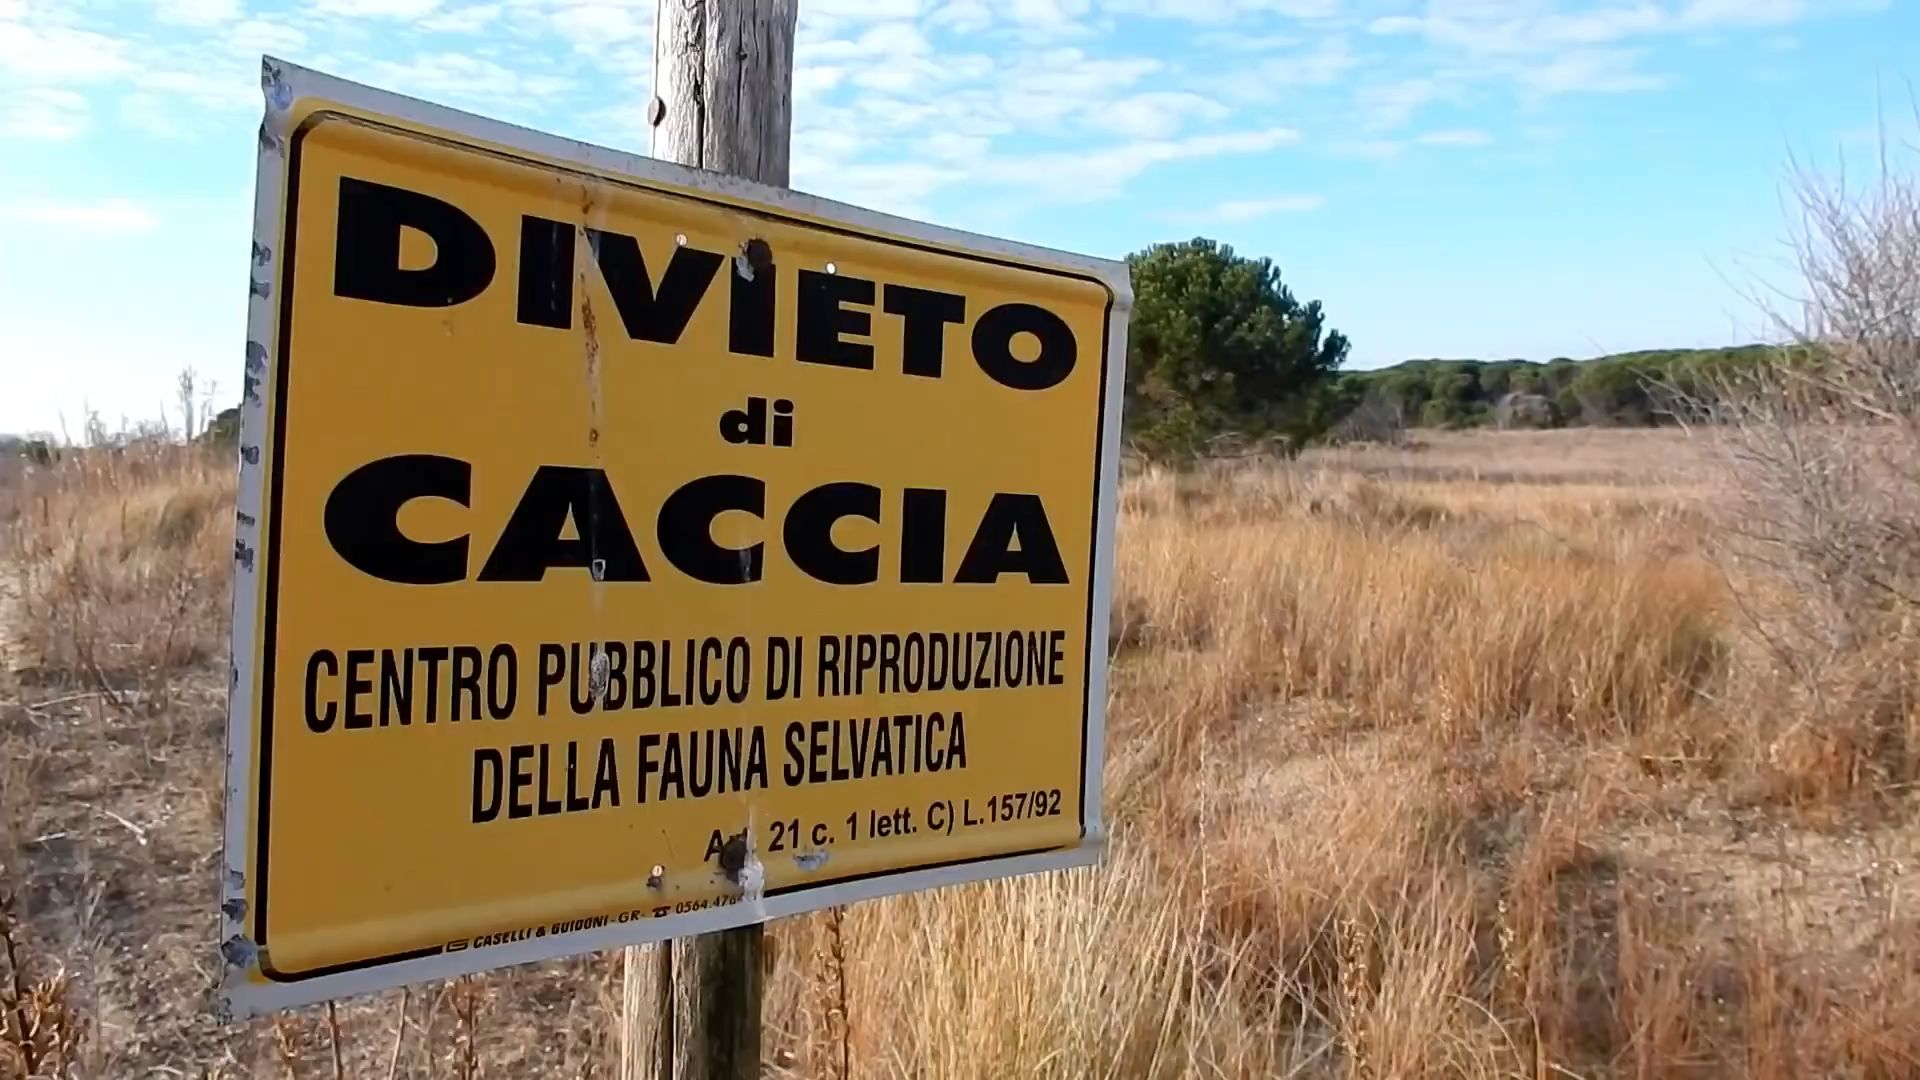 DIVIETO
di
CACCIA
CENTRO PUBBLICO DI RIPRODUZIONE
DELLA FAUNA SELVATICA
Art. 21 c. 1 lett. C) L.157/92
CASELLI & GUIDONI - GR - ☎ 0564.476